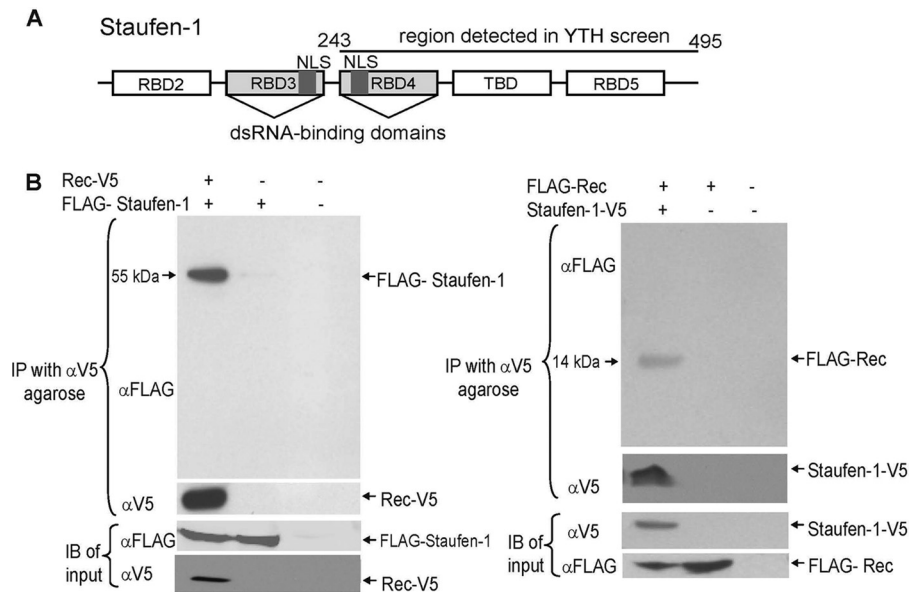 A
Staufen-1
243
region detected in YTH screen
495
NLS
NLS
RBD2
RBD3
RBD4
TBD
RBD5
dsRNA-binding domains
B
Rec-V5 + - -
FLAG- Staufen-1 + + -
55 kDa
FLAG- Staufen-1
IP with αV5
agarose
αFLAG
αV5
Rec-V5
IB of
input
αFLAG
FLAG-Staufen-1
αV5
Rec-V5
FLAG-Rec + + -
Staufen-1-V5 + - -
αFLAG
IP with αV5
agarose
14 kDa
FLAG-Rec
αV5
Staufen-1-V5
IB of
input
αV5
Staufen-1-V5
αFLAG
FLAG- Rec